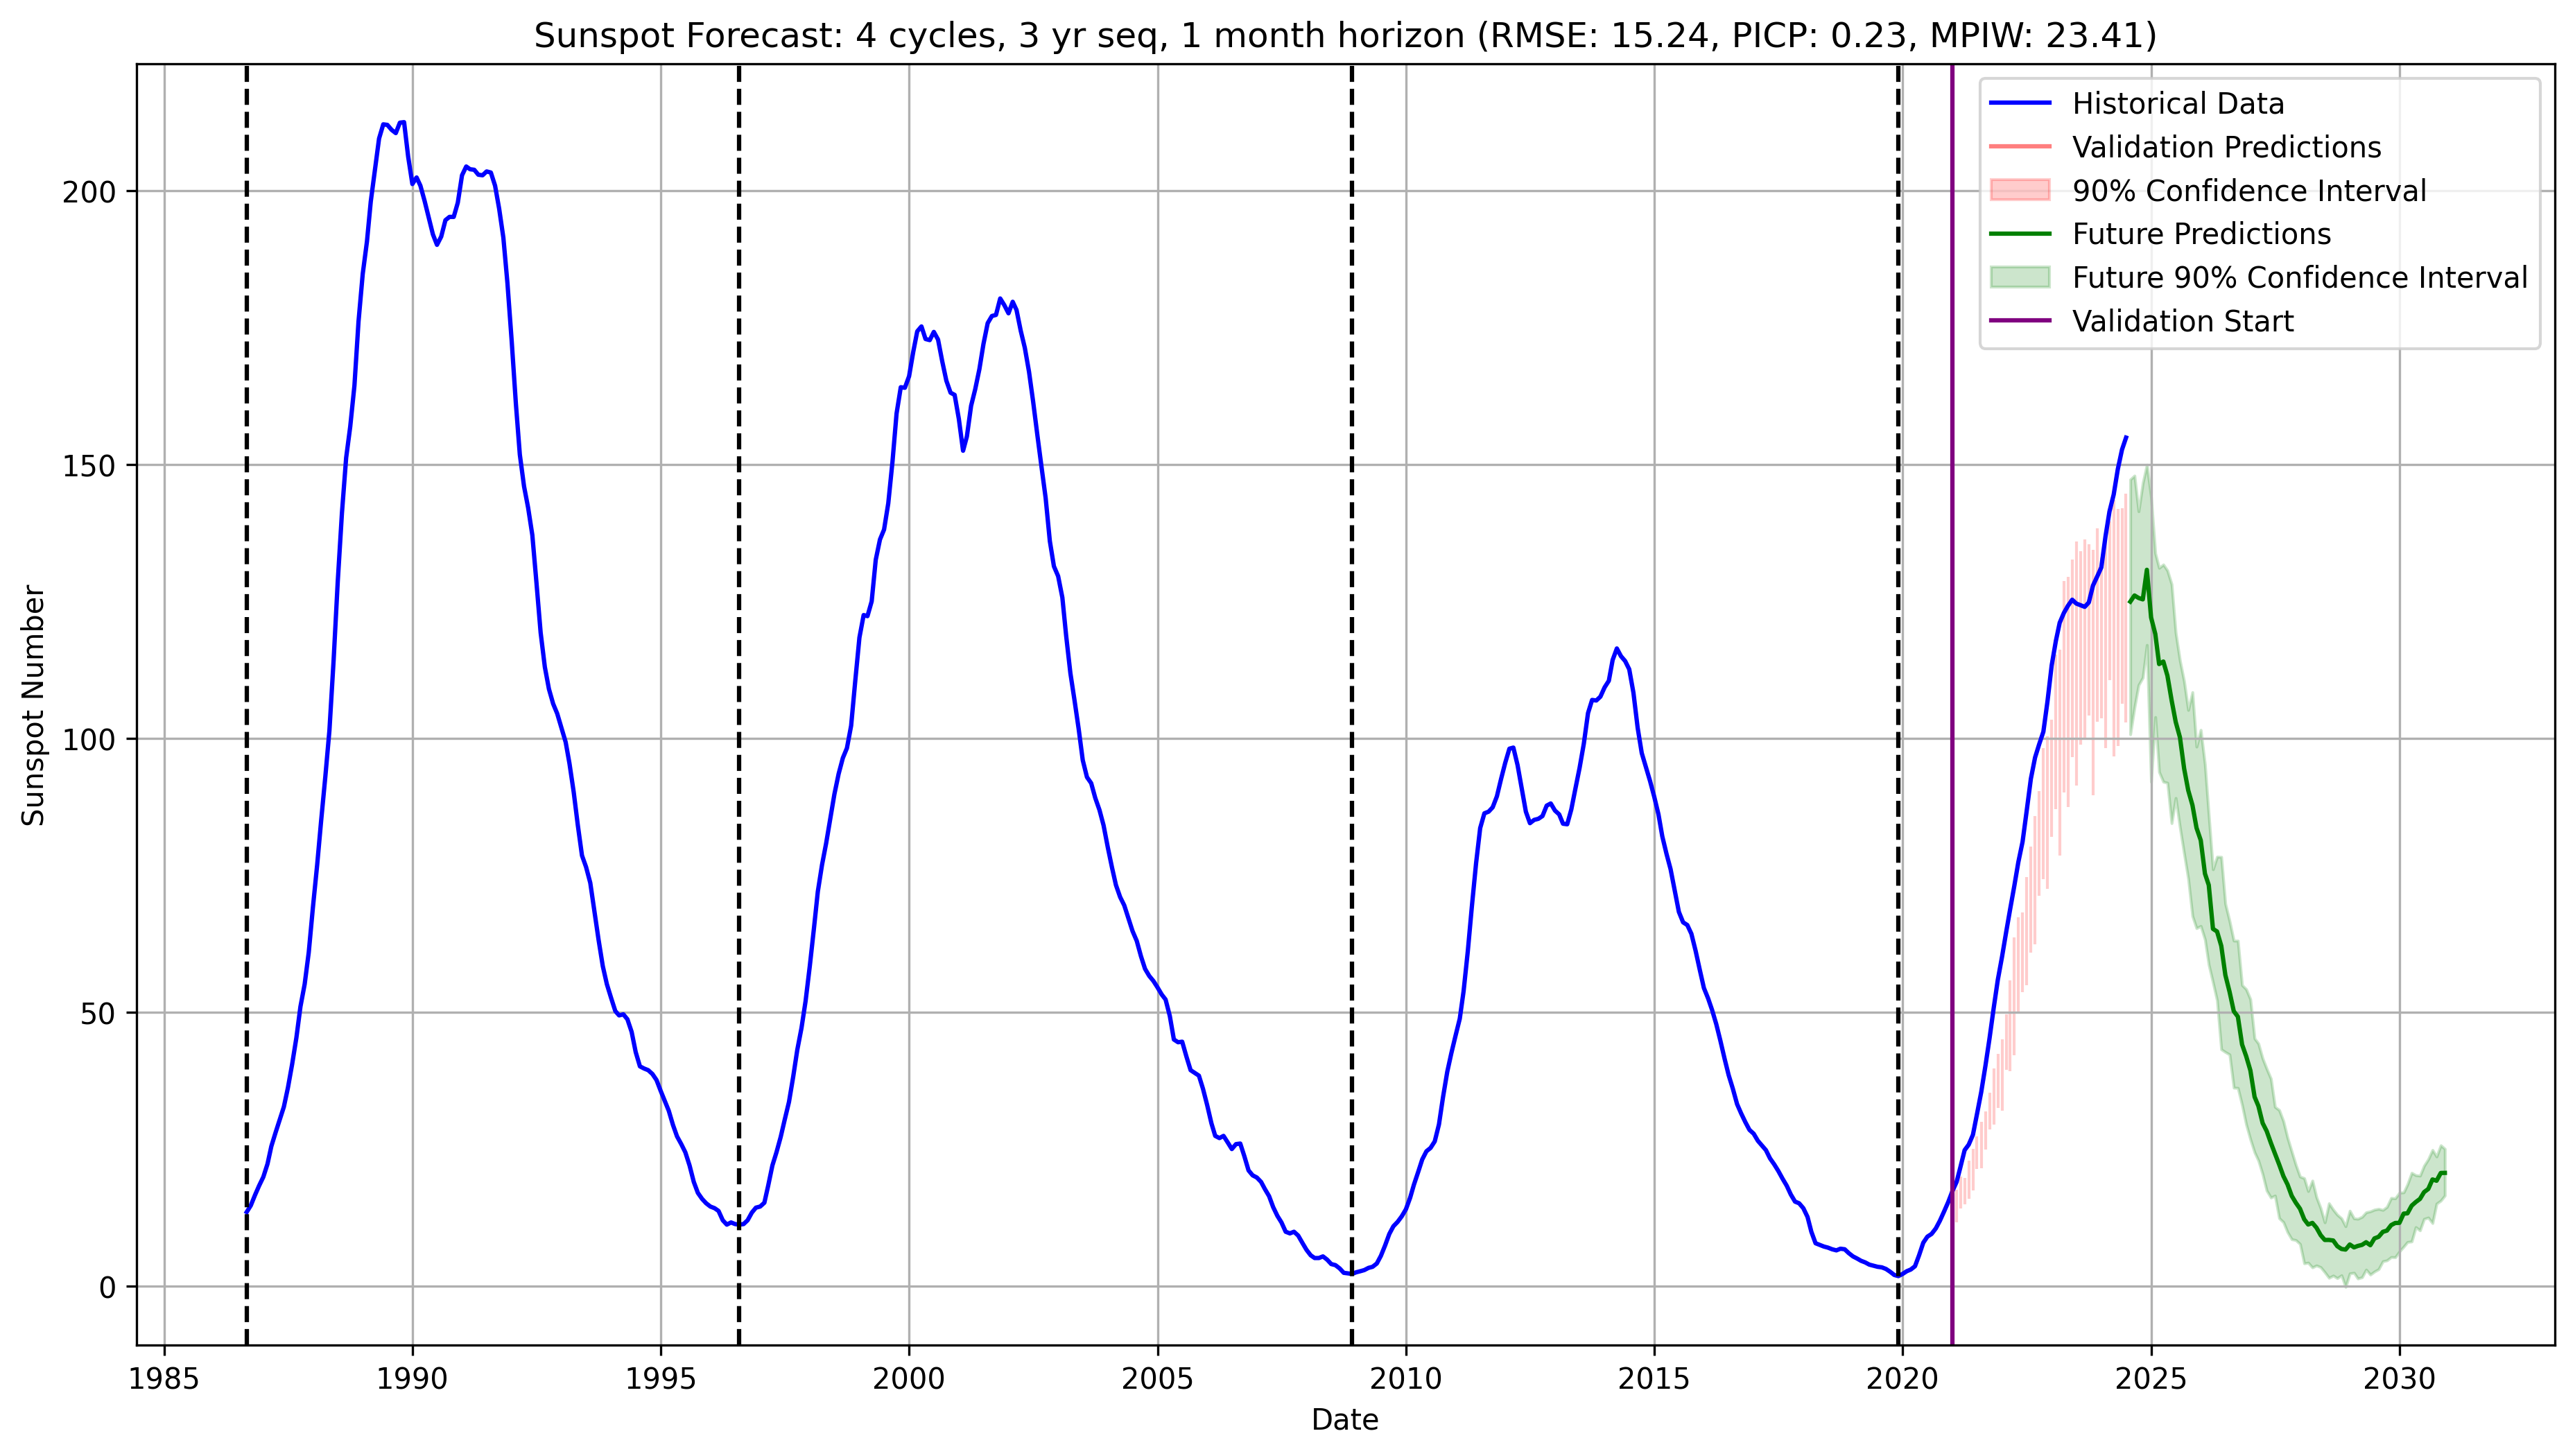 Sunspot Forecast: 4 cycles, 3 yr seq, 1 month horizon (RMSE: 15.24, PICP: 0.23, MPIW: 23.41)
Historical Data
Validation Predictions
90% Confidence Interval
Future Predictions
Future 90% Confidence Interval
Validation Start
Sunspot Number
200
150
100
50
0
1985 1990 1995 2000 2005 2010 2015 2020 2025 2030
Date